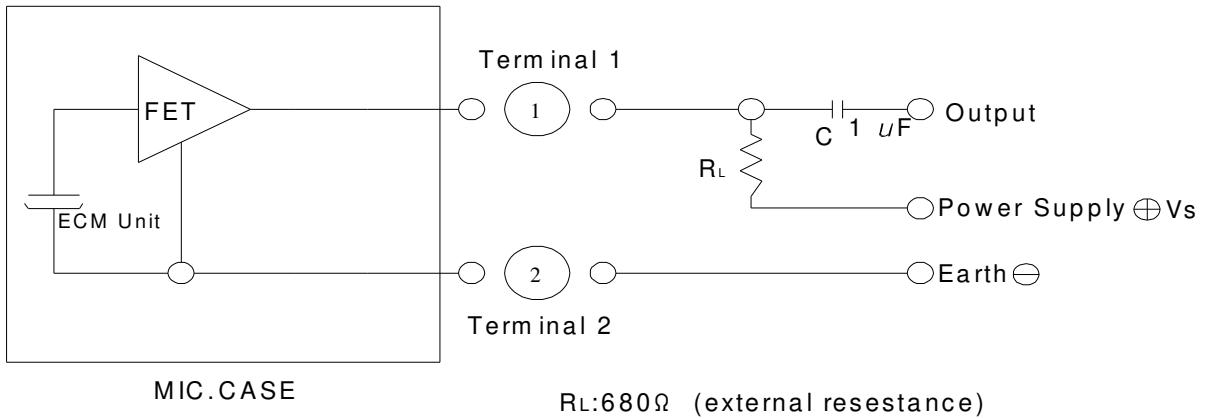 Terminal 1
FET
1
Output
C 1 uF
RL
ECM Unit
Power Supply ⊕ Vs
2
Earth ⊖
Terminal 2
MIC.CASE
RL:680Ω (external resestance)